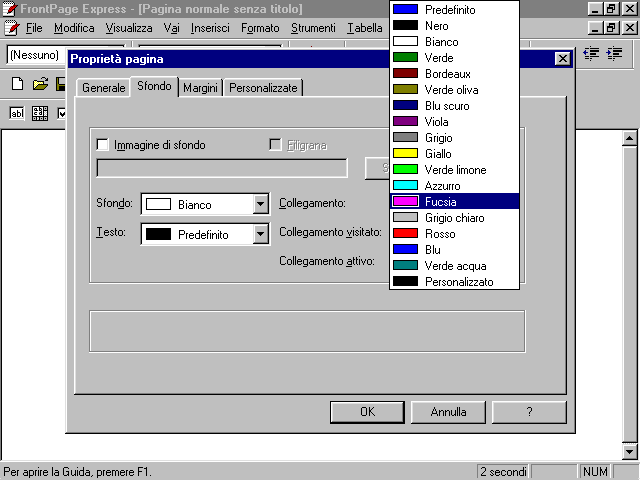 FrontPage Express - [Pagina normale senza titolo]
File Modifica Visualizza Vai Inserisci Formato Strumenti Tabella
(Nessuno)
Proprietà pagina
Generale Sfondo Margini Personalizzate
Immagine di sfondo Filigrana
S
Sfondo: Bianco Collegamento:
Testo: Predefinito Collegamento visitato:
Collegamento attivo:
Predefinito
Nero
Bianco
Verde
Bordeaux
Verde oliva
Blu scuro
Viola
Grigio
Giallo
Verde limone
Azzurro
Fucsia
Grigio chiaro
Rosso
Blu
Verde acqua
Personalizzato
OK Annulla ?
Per aprire la Guida, premere F1. 2 secondi NUM